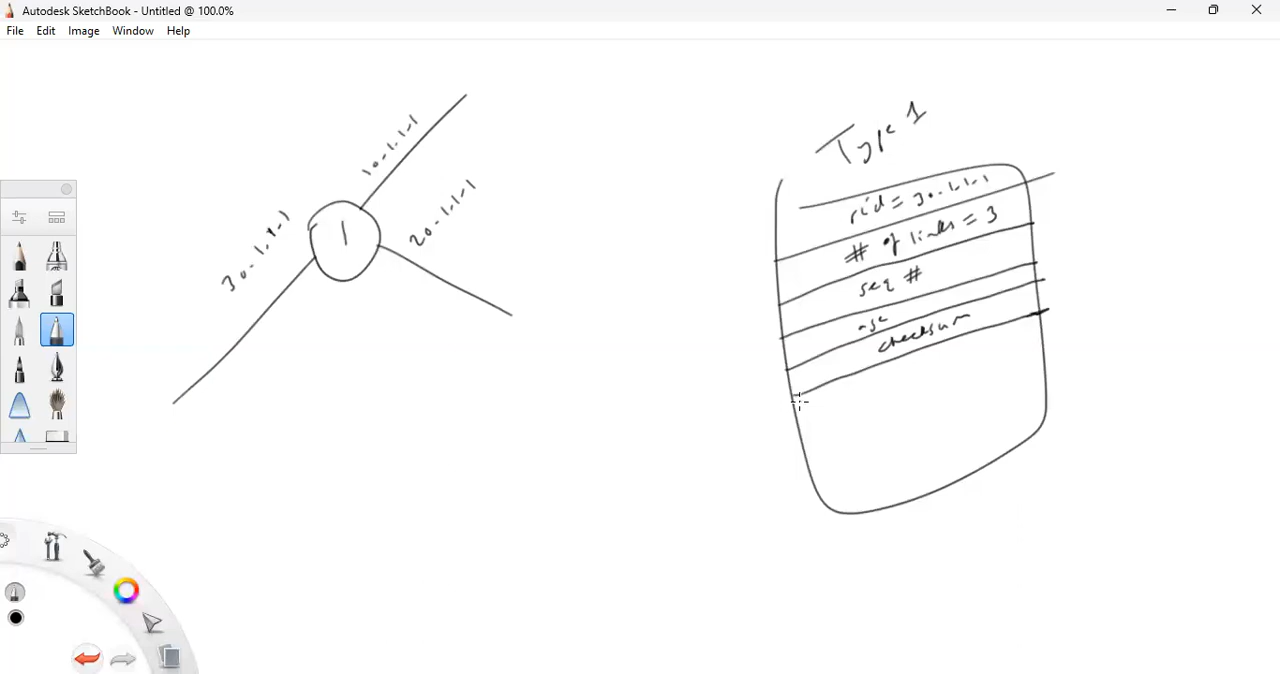 Autodesk SketchBook - Untitled @ 100.0%
File Edit Image Window Help
10.1.1.1
20.1.1.1
30.1.1.1
1
Type 1
rid = 30.1.1.1
# of links = 3
seq #
checksum